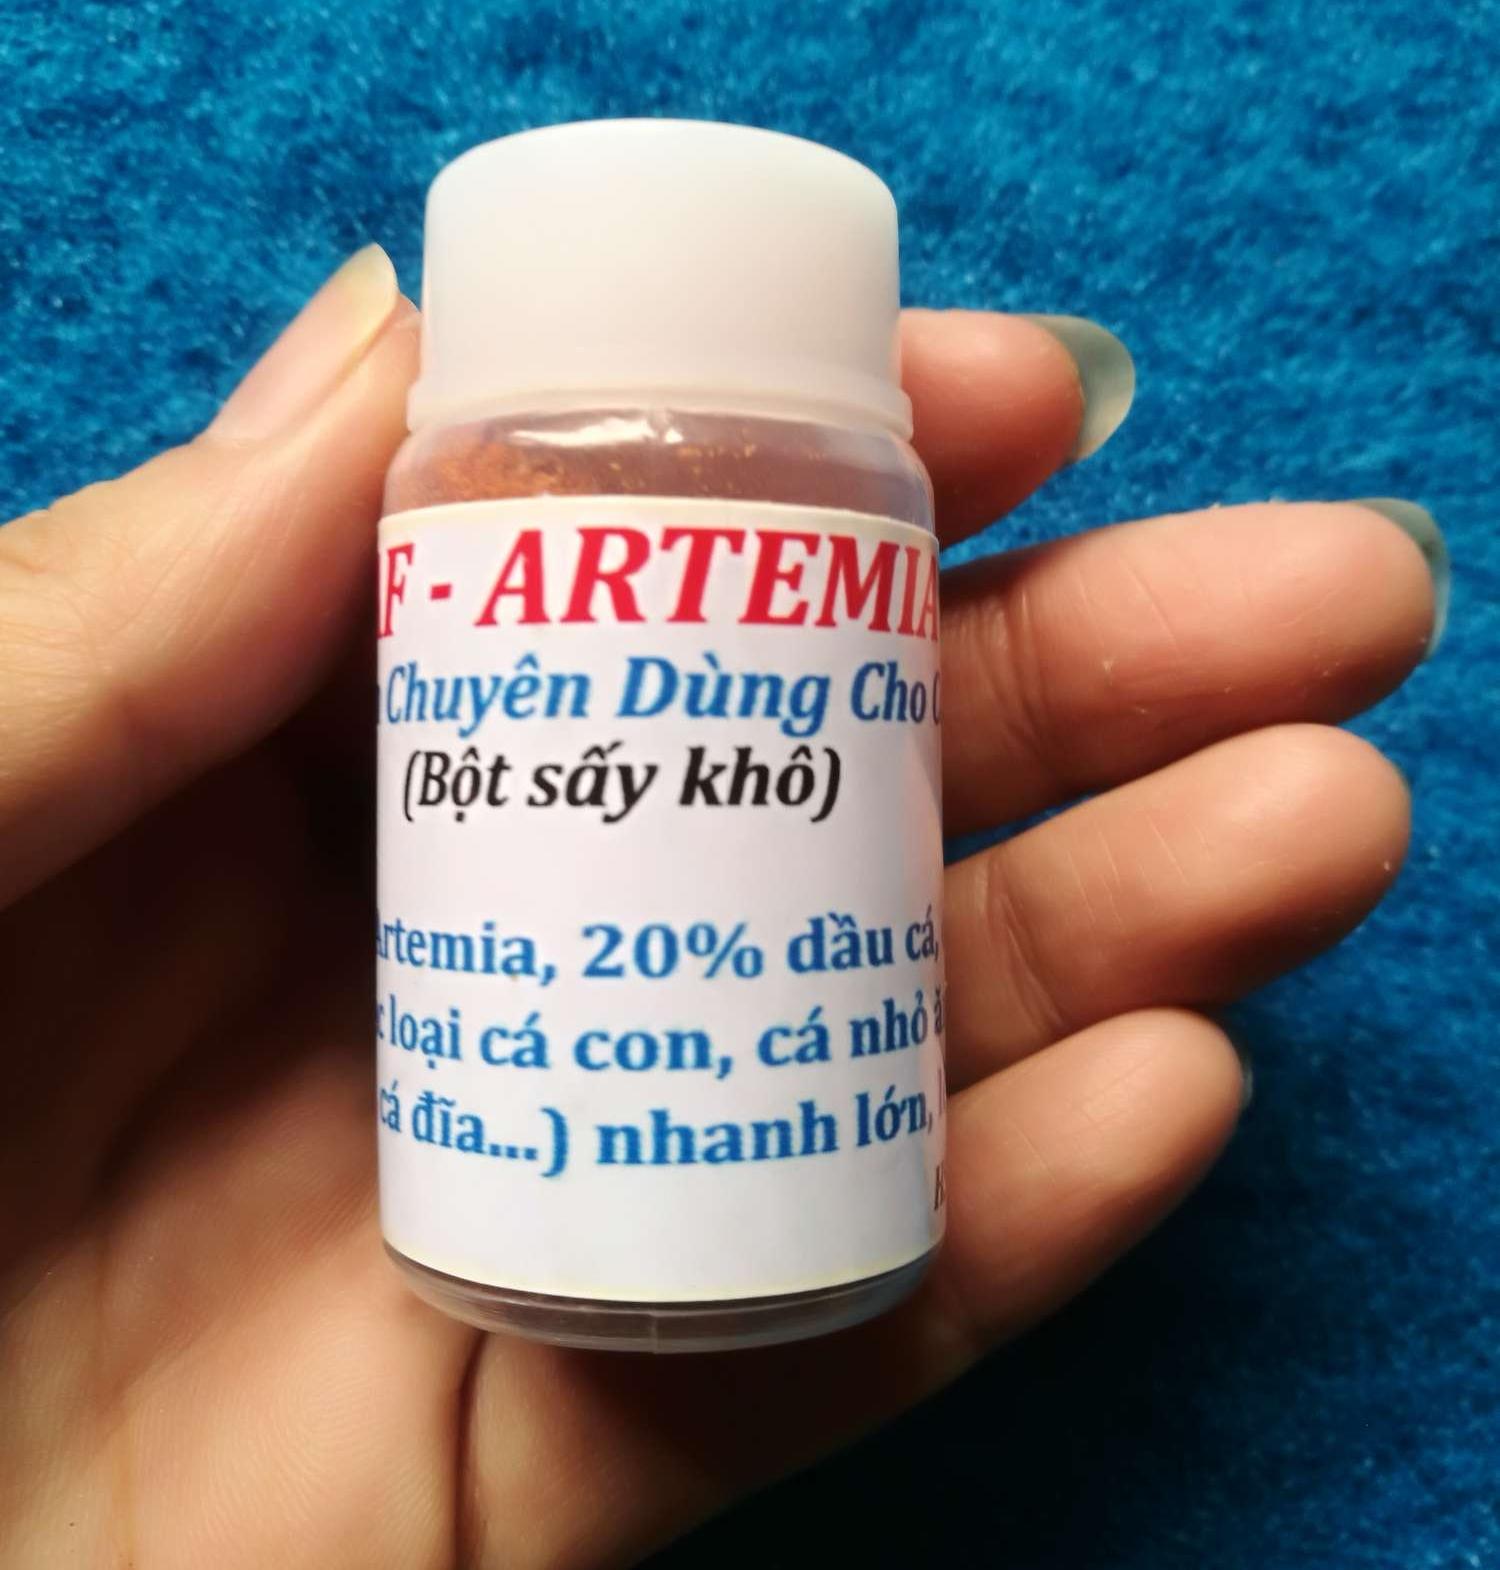 F - ARTEMIA
Chuyên Dùng Cho
(Bột sấy khô)
Artemia, 20% dầu cá,
loại cá con, cá nhỏ
cá đĩa...) nhanh lớn,